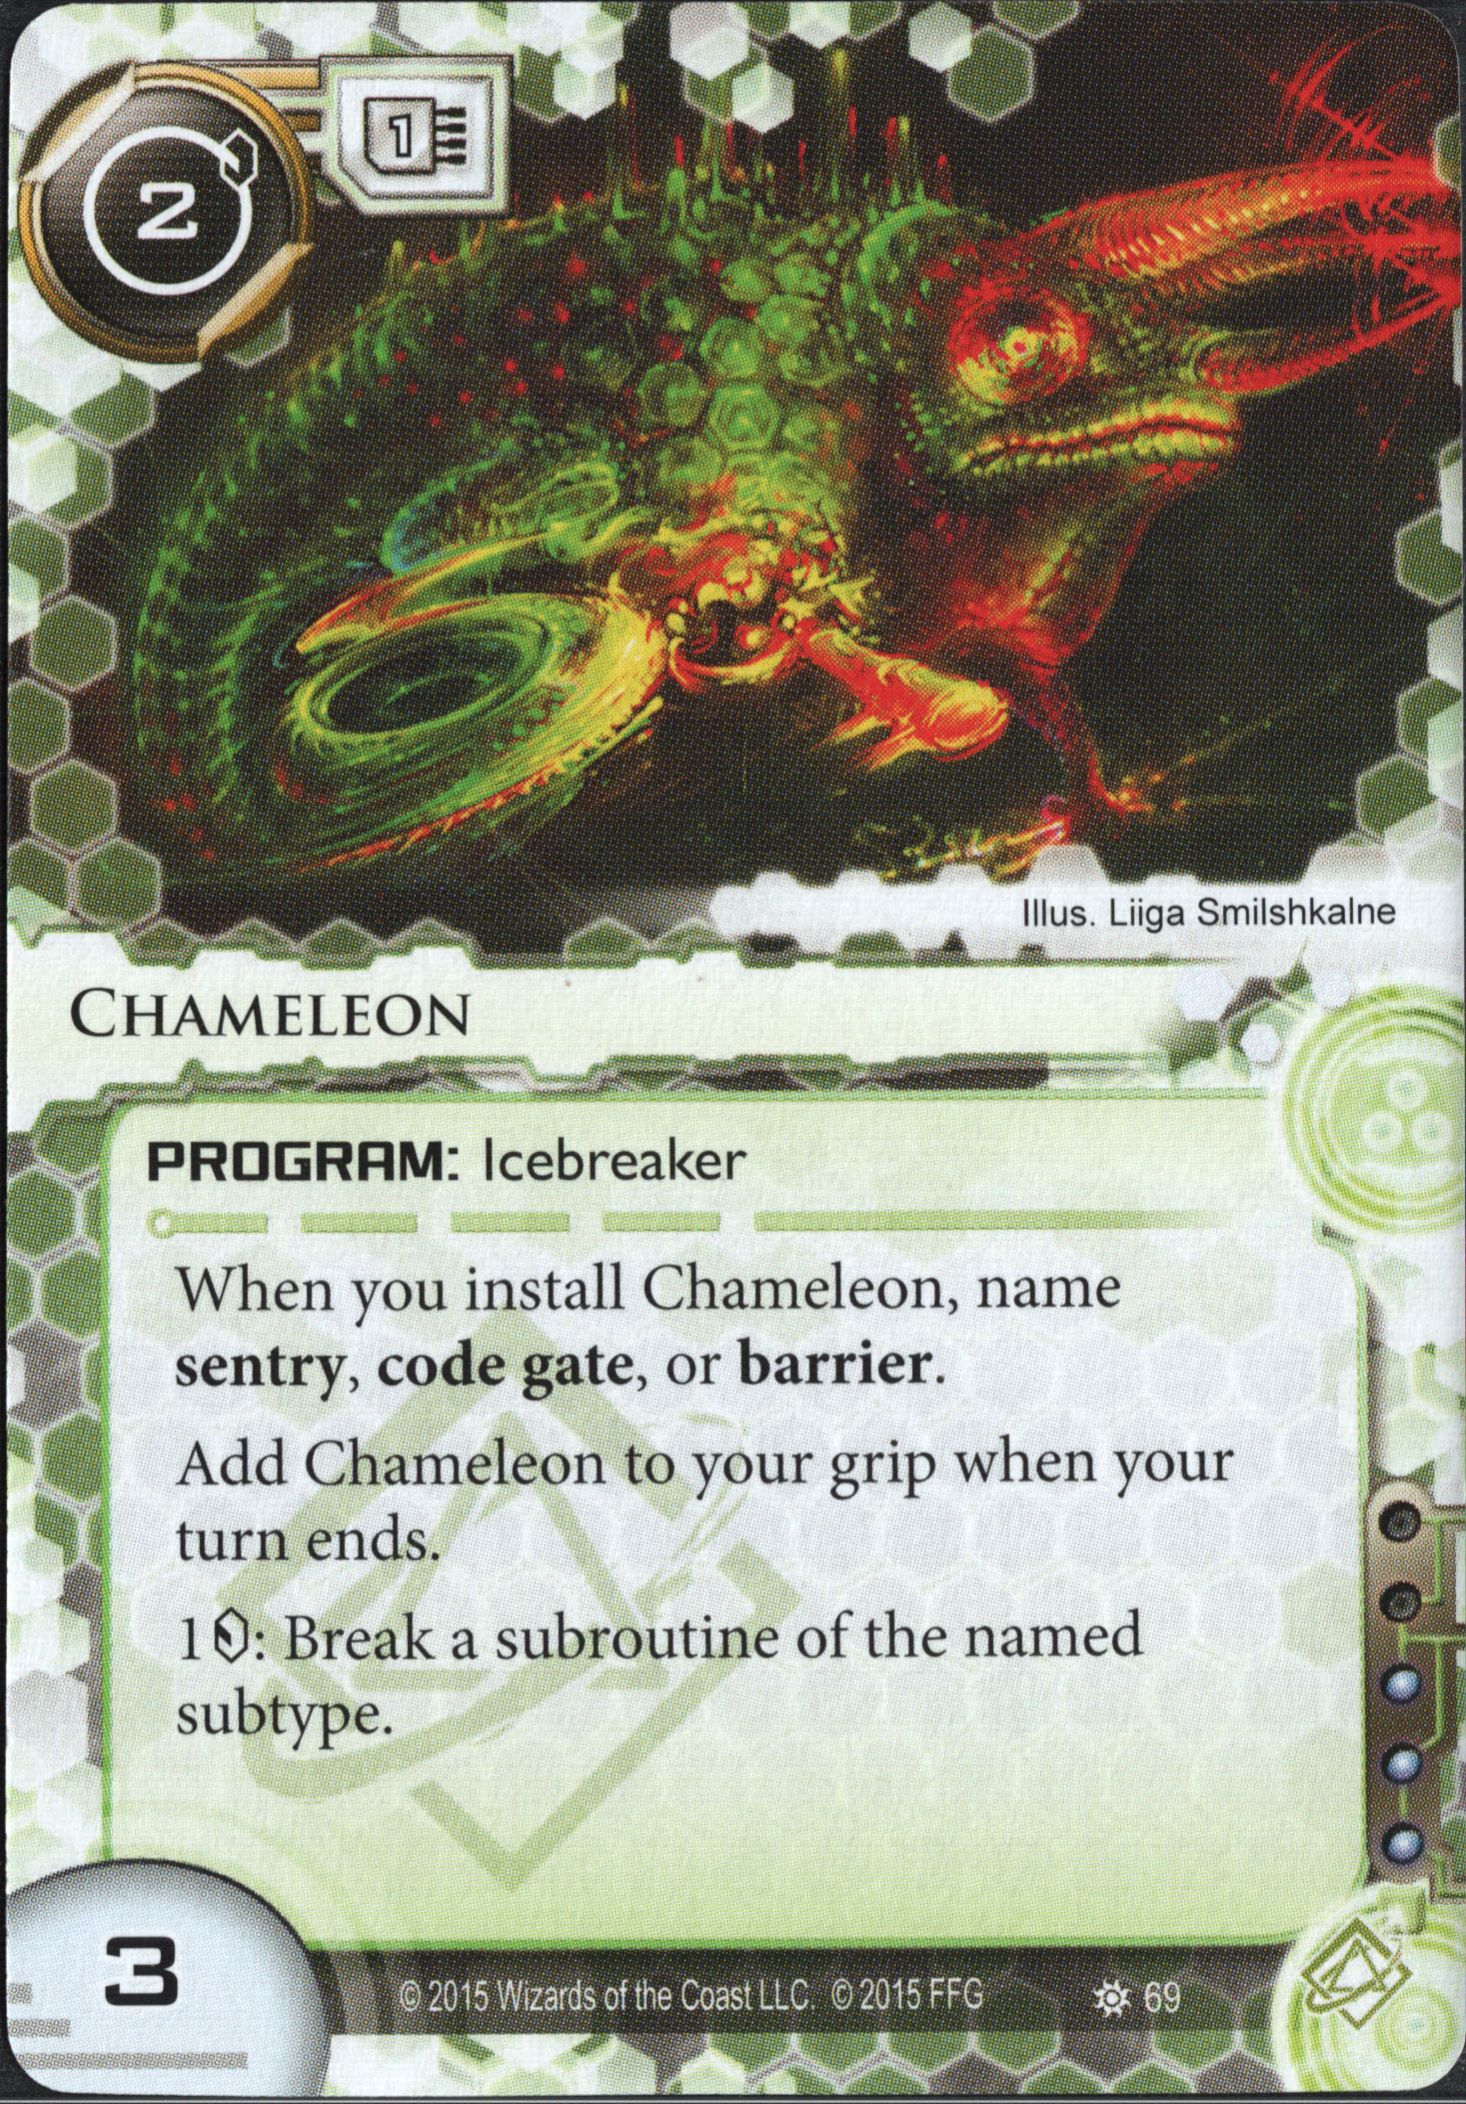 2
1
Illus. Liiga Smilshkalne
CHAMELEON
PROGRAM: Icebreaker
When you install Chameleon, name
sentry, code gate, or barrier.
Add Chameleon to your grip when your
turn ends.
1: Break a subroutine of the named
subtype.
3
© 2015 Wizards of the Coast LLC. © 2015 FFG 69